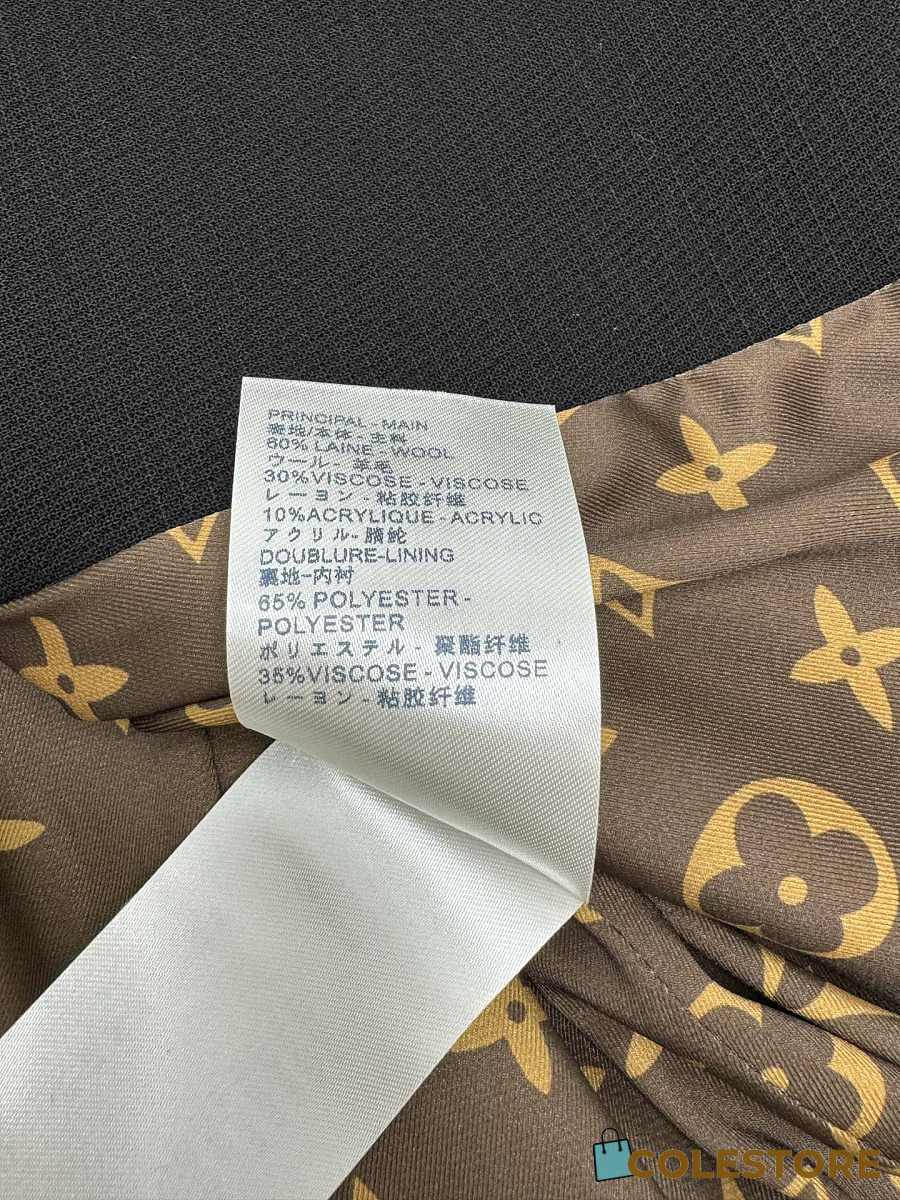 PRINCIPAL - MAIN
表地/本体 - 主料
60% LAINE - WOOL
ウール - 羊毛
30%VISCOSE - VISCOSE
レーヨン - 粘胶纤维
10%ACRYLIQUE - ACRYLIC
アクリル - 腈纶
DOUBLURE-LINING
裏地-内衬
65% POLYESTER -
POLYESTER
ポリエステル - 聚酯纤维
35%VISCOSE - VISCOSE
レーヨン - 粘胶纤维
COLESTORE